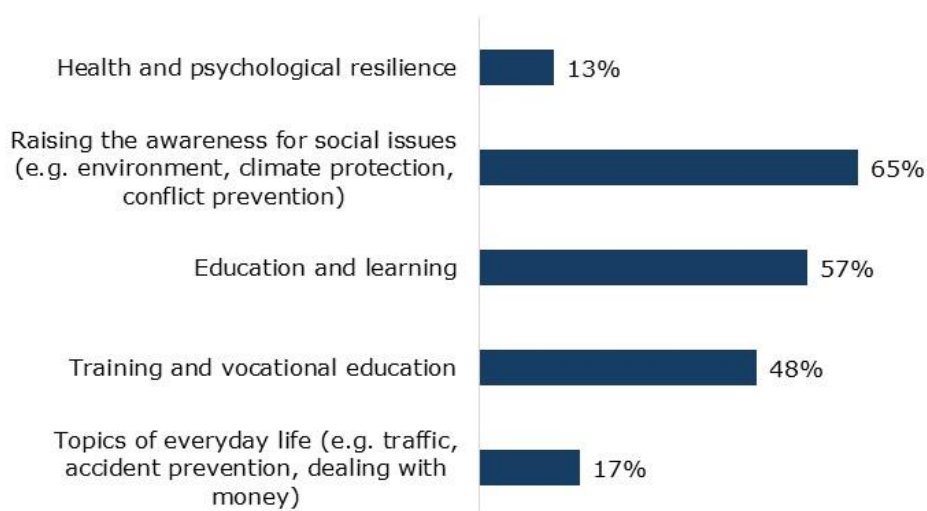 Health and psychological resilience
13%
Raising the awareness for social issues
(e.g. environment, climate protection,
conflict prevention)
65%
Education and learning
57%
Training and vocational education
48%
Topics of everyday life (e.g. traffic,
accident prevention, dealing with
money)
17%